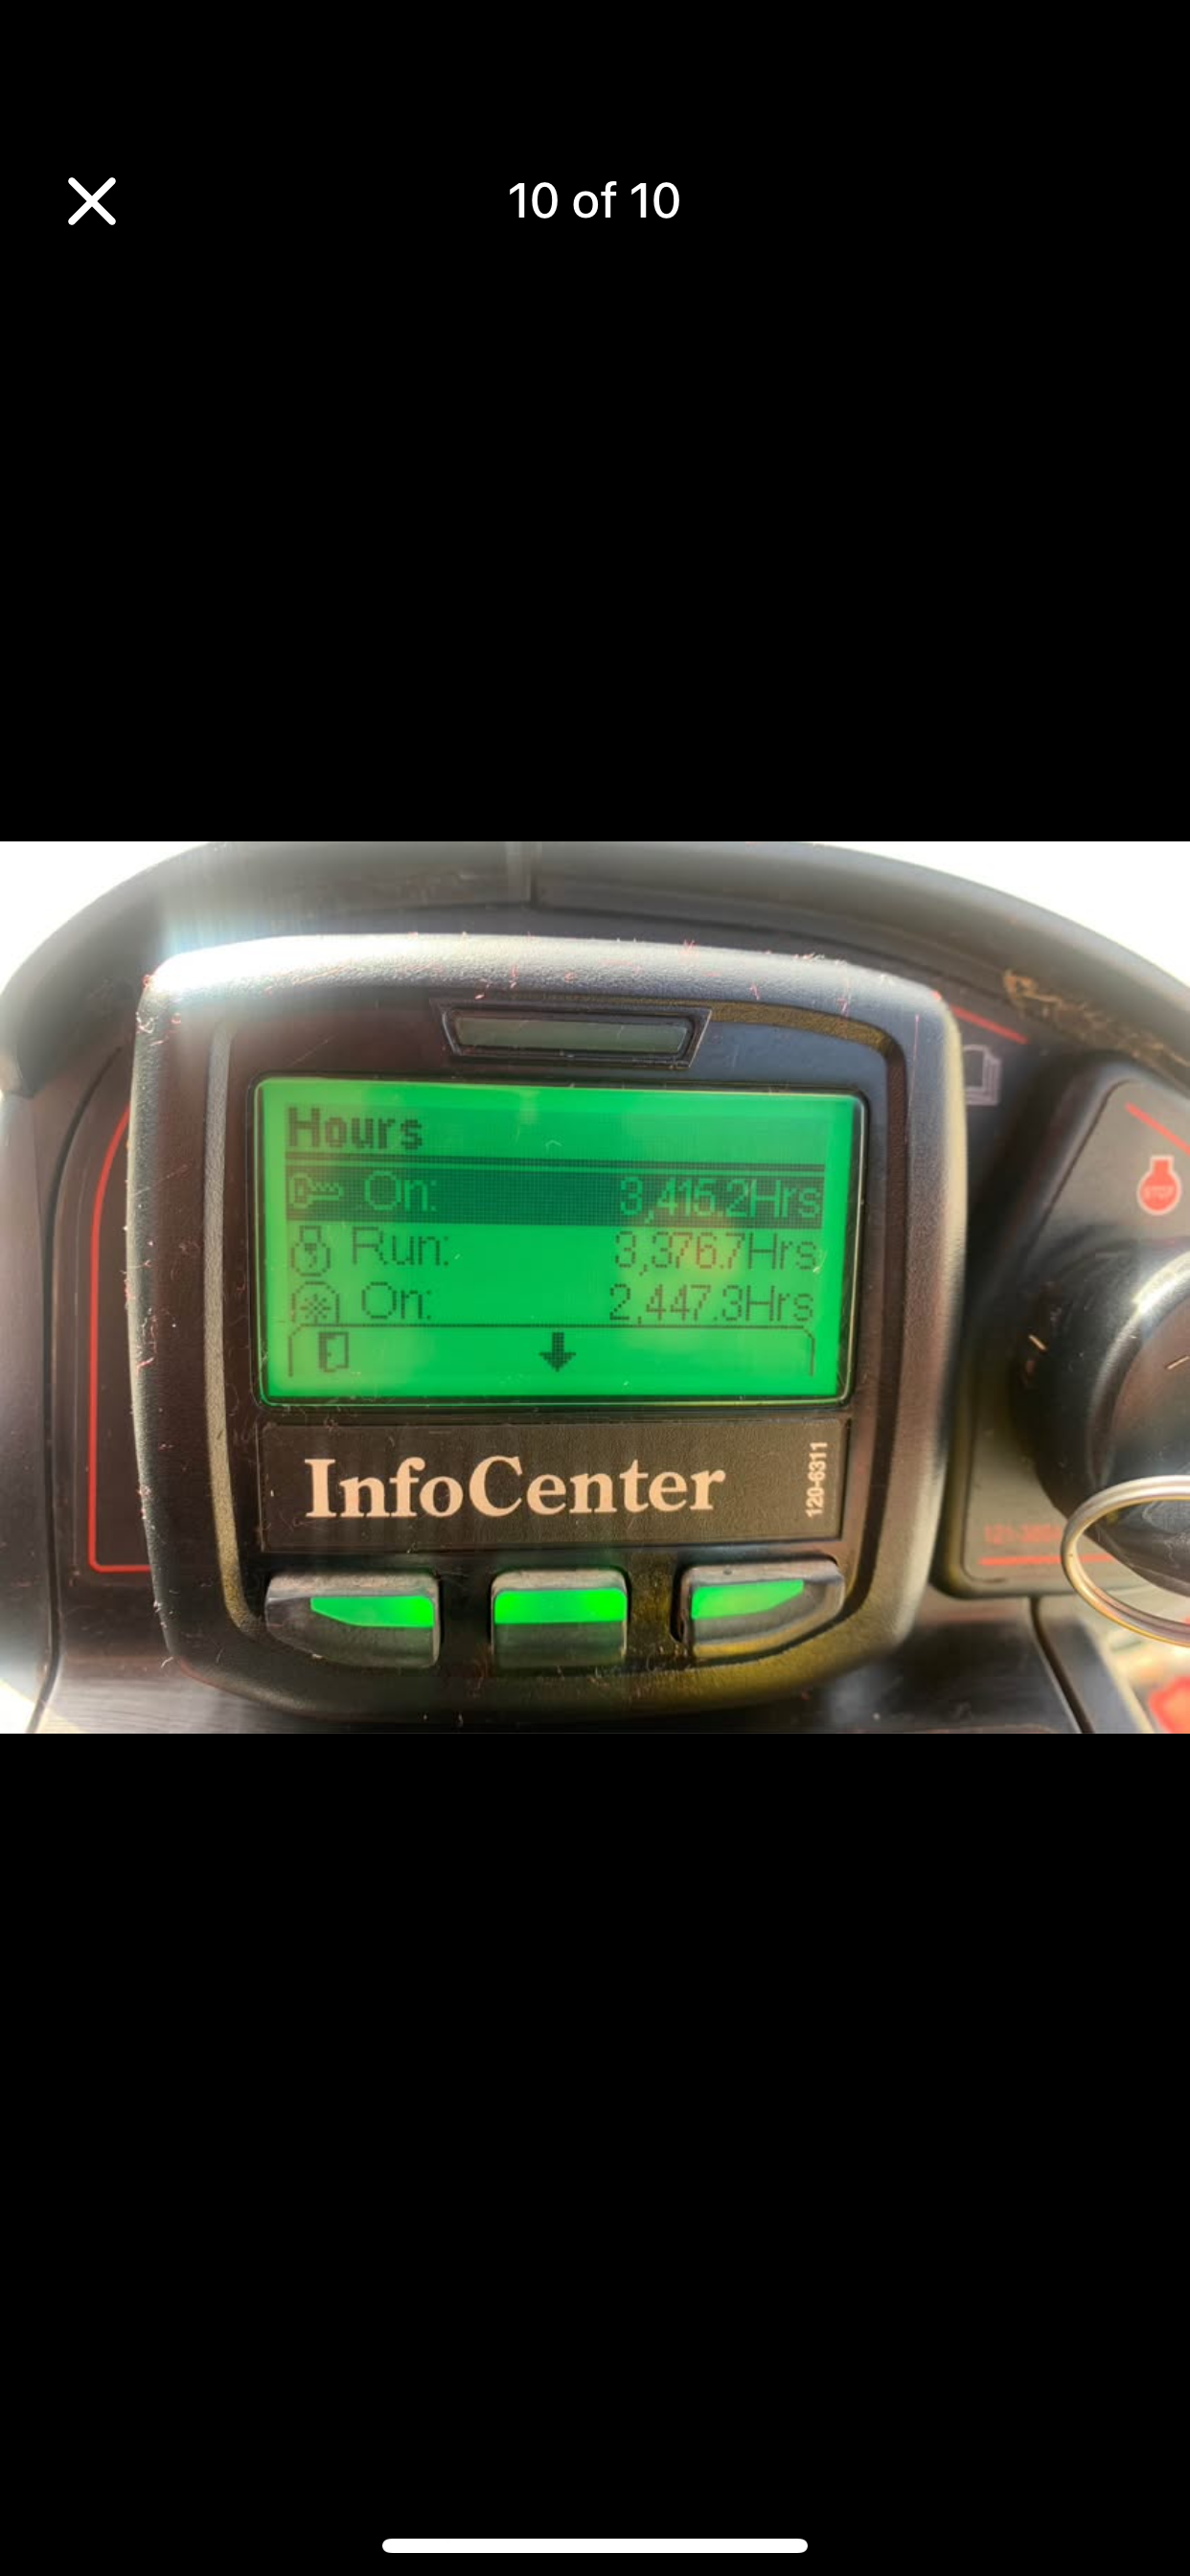 10 of 10
Hours
On: 3,415.2Hrs
Run: 3,376.7Hrs
On: 2,447.3Hrs
InfoCenter
120-6311
STOP